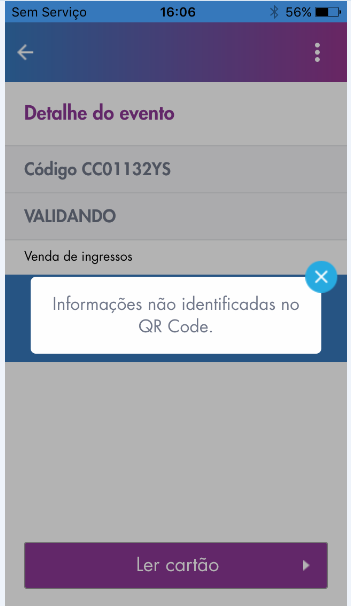 Sem Serviço 16:06 56%
Detalhe do evento
Código CC01132YS
VALIDANDO
Venda de ingressos
Informações não identificadas no
QR Code.
Ler cartão